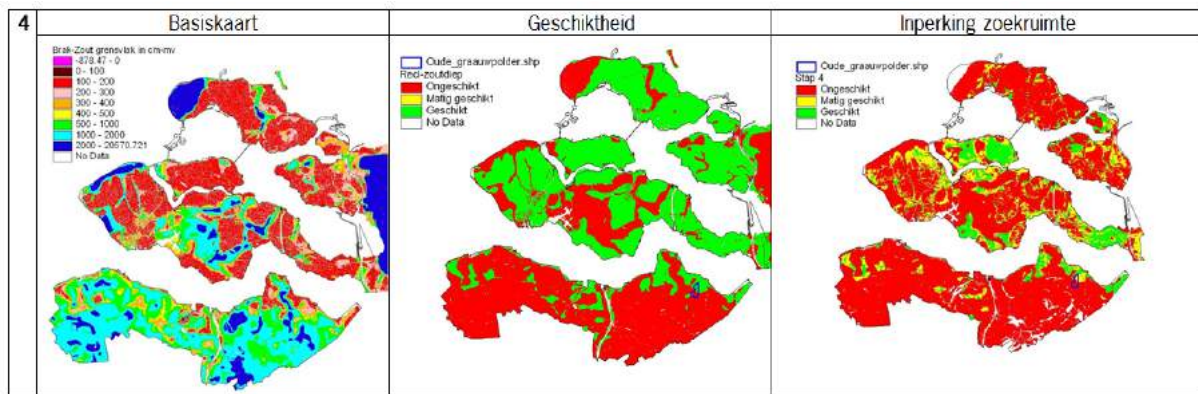 4
Basiskaart
Geschiktheid
Inperking zoekruimte
Brak-Zout grensvlak in cm-mv
-878.47 - 0
0 - 100
100 - 200
200 - 300
300 - 400
400 - 500
500 - 1000
1000 - 2000
2000 - 20570.721
No Data
Oude_graauwpolder.shp
Recl-zoutdiep
Ongeschikt
Matig geschikt
Geschikt
No Data
Oude_graauwpolder.shp
Stap 4
Ongeschikt
Matig geschikt
Geschikt
No Data